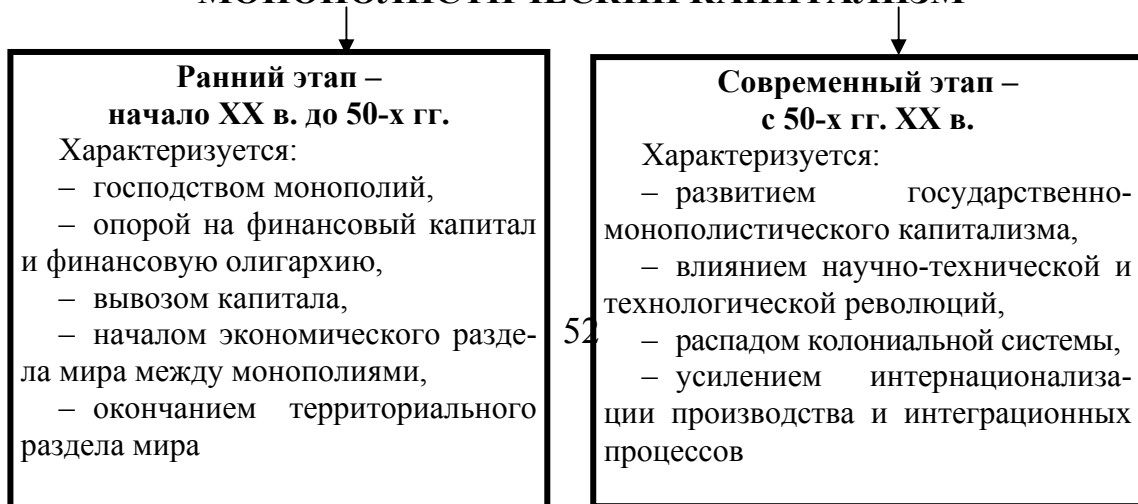 МОНОПОЛИСТИЧЕСКИЙ КАПИТАЛИЗМ
Ранний этап –
начало XX в. до 50-х гг.
Характеризуется:
– господством монополий,
– опорой на финансовый капитал
и финансовую олигархию,
– вывозом капитала,
– началом экономического разде-
ла мира между монополиями,
– окончанием территориального
раздела мира
52
Современный этап –
с 50-х гг. XX в.
Характеризуется:
– развитием государственно-
монополистического капитализма,
– влиянием научно-технической и
технологической революций,
– распадом колониальной системы,
– усилением интернационализа-
ции производства и интеграционных
процессов